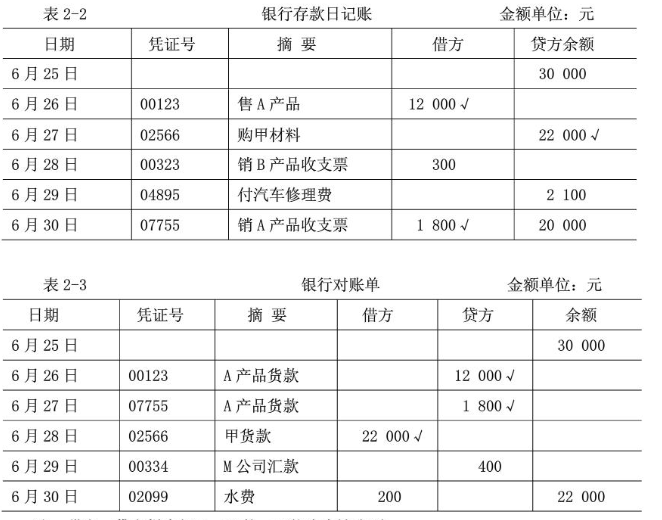 表 2-2 银行存款日记账 金额单位：元
日期 凭证号 摘 要 借方 贷方余额
6 月 25 日 30 000
6 月 26 日 00123 售 A 产品 12 000√
6 月 27 日 02566 购甲材料 22 000√
6 月 28 日 00323 销 B 产品收支票 300
6 月 29 日 04895 付汽车修理费 2 100
6 月 30 日 07755 销 A 产品收支票 1 800√ 20 000
表 2-3 银行对账单 金额单位：元
日期 凭证号 摘 要 借方 贷方 余额
6 月 25 日 30 000
6 月 26 日 00123 A 产品货款 12 000√
6 月 27 日 07755 A 产品货款 1 800√
6 月 28 日 02566 甲货款 22 000√
6 月 29 日 00334 M 公司汇款 400
6 月 30 日 02099 水费 200 22 000